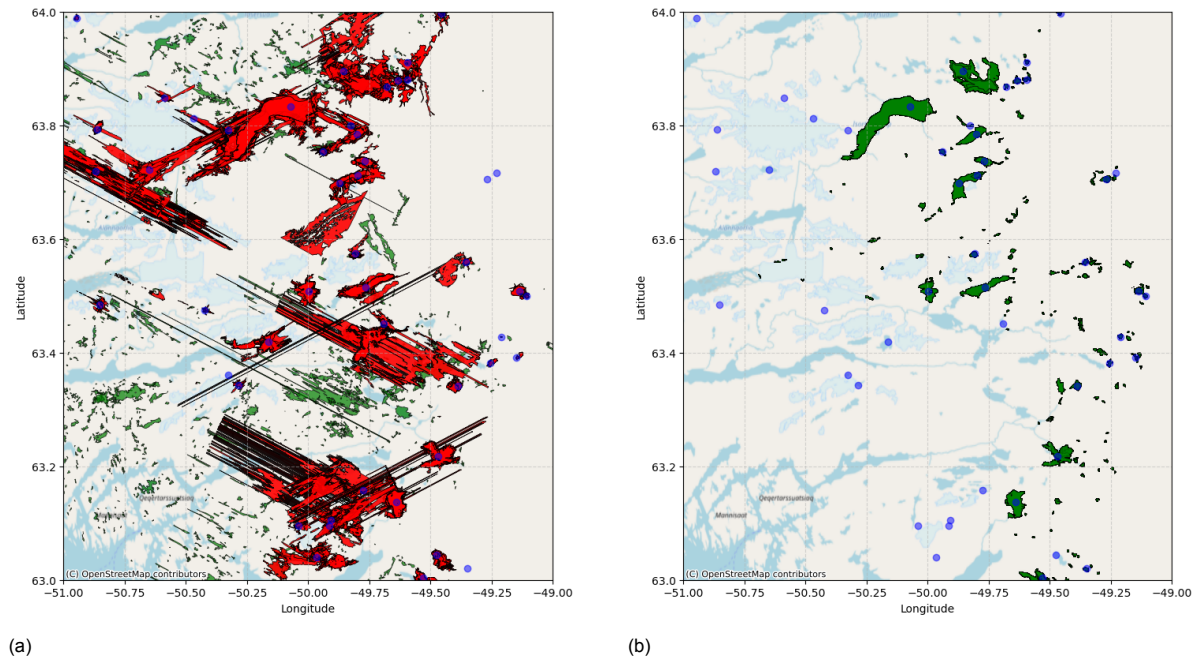 64.0
63.8
63.6
63.4
63.2
63.0
Latitude
Qeqertarsuatsiaq
(C) OpenStreetMap contributors
−51.00 −50.75 −50.50 −50.25 −50.00 −49.75 −49.50 −49.25 −49.00
Longitude
(a)
64.0
63.8
63.6
63.4
63.2
63.0
Latitude
Qeqertarsuatsiaq
(C) OpenStreetMap contributors
−51.00 −50.75 −50.50 −50.25 −50.00 −49.75 −49.50 −49.25 −49.00
Longitude
(b)